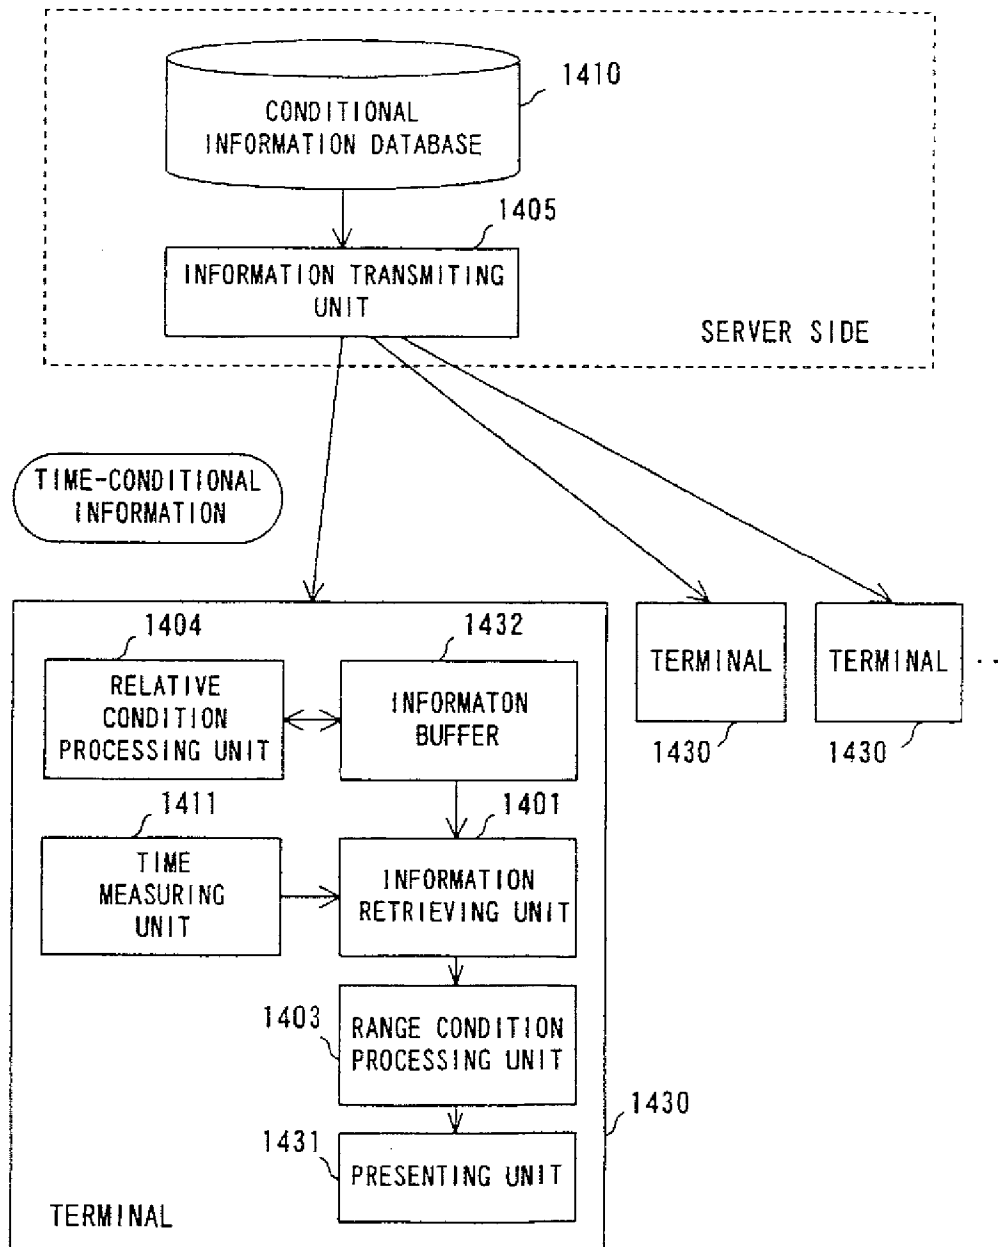 1410
CONDITIONAL
INFORMATION DATABASE
1405
INFORMATION TRANSMITING
UNIT
SERVER SIDE
TIME-CONDITIONAL
INFORMATION
1404
1432
RELATIVE
CONDITION
PROCESSING UNIT
INFORMATON
BUFFER
TERMINAL
TERMINAL
1430
1430
1411
1401
TIME
MEASURING
UNIT
INFORMATION
RETRIEVING UNIT
1403
RANGE CONDITION
PROCESSING UNIT
1430
1431
PRESENTING UNIT
TERMINAL